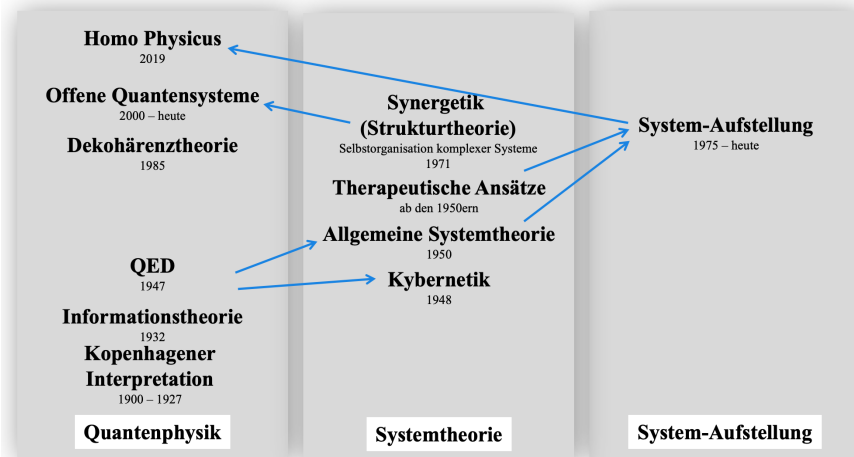 Homo Physicus
2019
Offene Quantensysteme
2000 – heute
Dekohärenztheorie
1985
QED
1947
Informationstheorie
1932
Kopenhagener
Interpretation
1900 – 1927
Quantenphysik
Synergetik
(Strukturtheorie)
Selbstorganisation komplexer Systeme
1971
Therapeutische Ansätze
ab den 1950ern
Allgemeine Systemtheorie
1950
Kybernetik
1948
Systemtheorie
System-Aufstellung
1975 – heute
System-Aufstellung